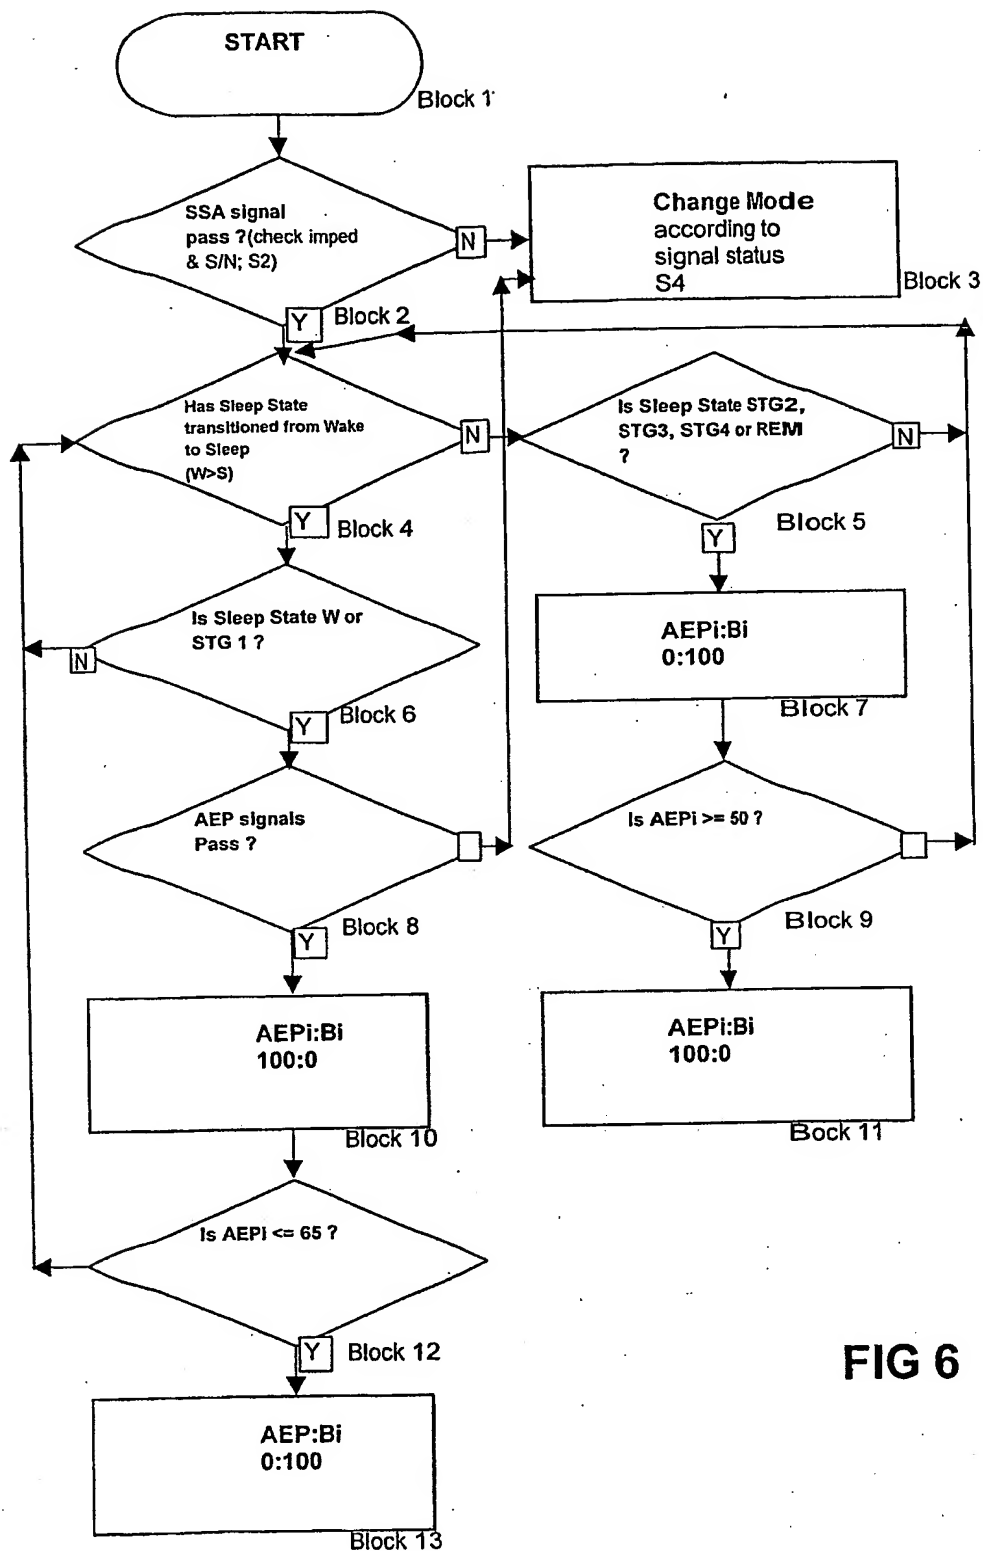 START
Block 1
SSA signal
pass ?(check imped
& S/N; S2)
N
Change Mode
according to
signal status
S4
Block 3
Y
Block 2
Has Sleep State
transitioned from Wake
to Sleep
(W>S)
N
Is Sleep State STG2,
STG3, STG4 or REM
?
N
Y
Block 4
Block 5
Y
Is Sleep State W or
STG 1 ?
N
AEPi:Bi
0:100
Y
Block 6
Block 7
AEP signals
Pass ?
Is AEPi >= 50 ?
Y
Block 8
Y
Block 9
AEPi:Bi
100:0
Block 10
AEPi:Bi
100:0
Bock 11
Is AEPi <= 65 ?
Y
Block 12
FIG 6
AEP:Bi
0:100
Block 13